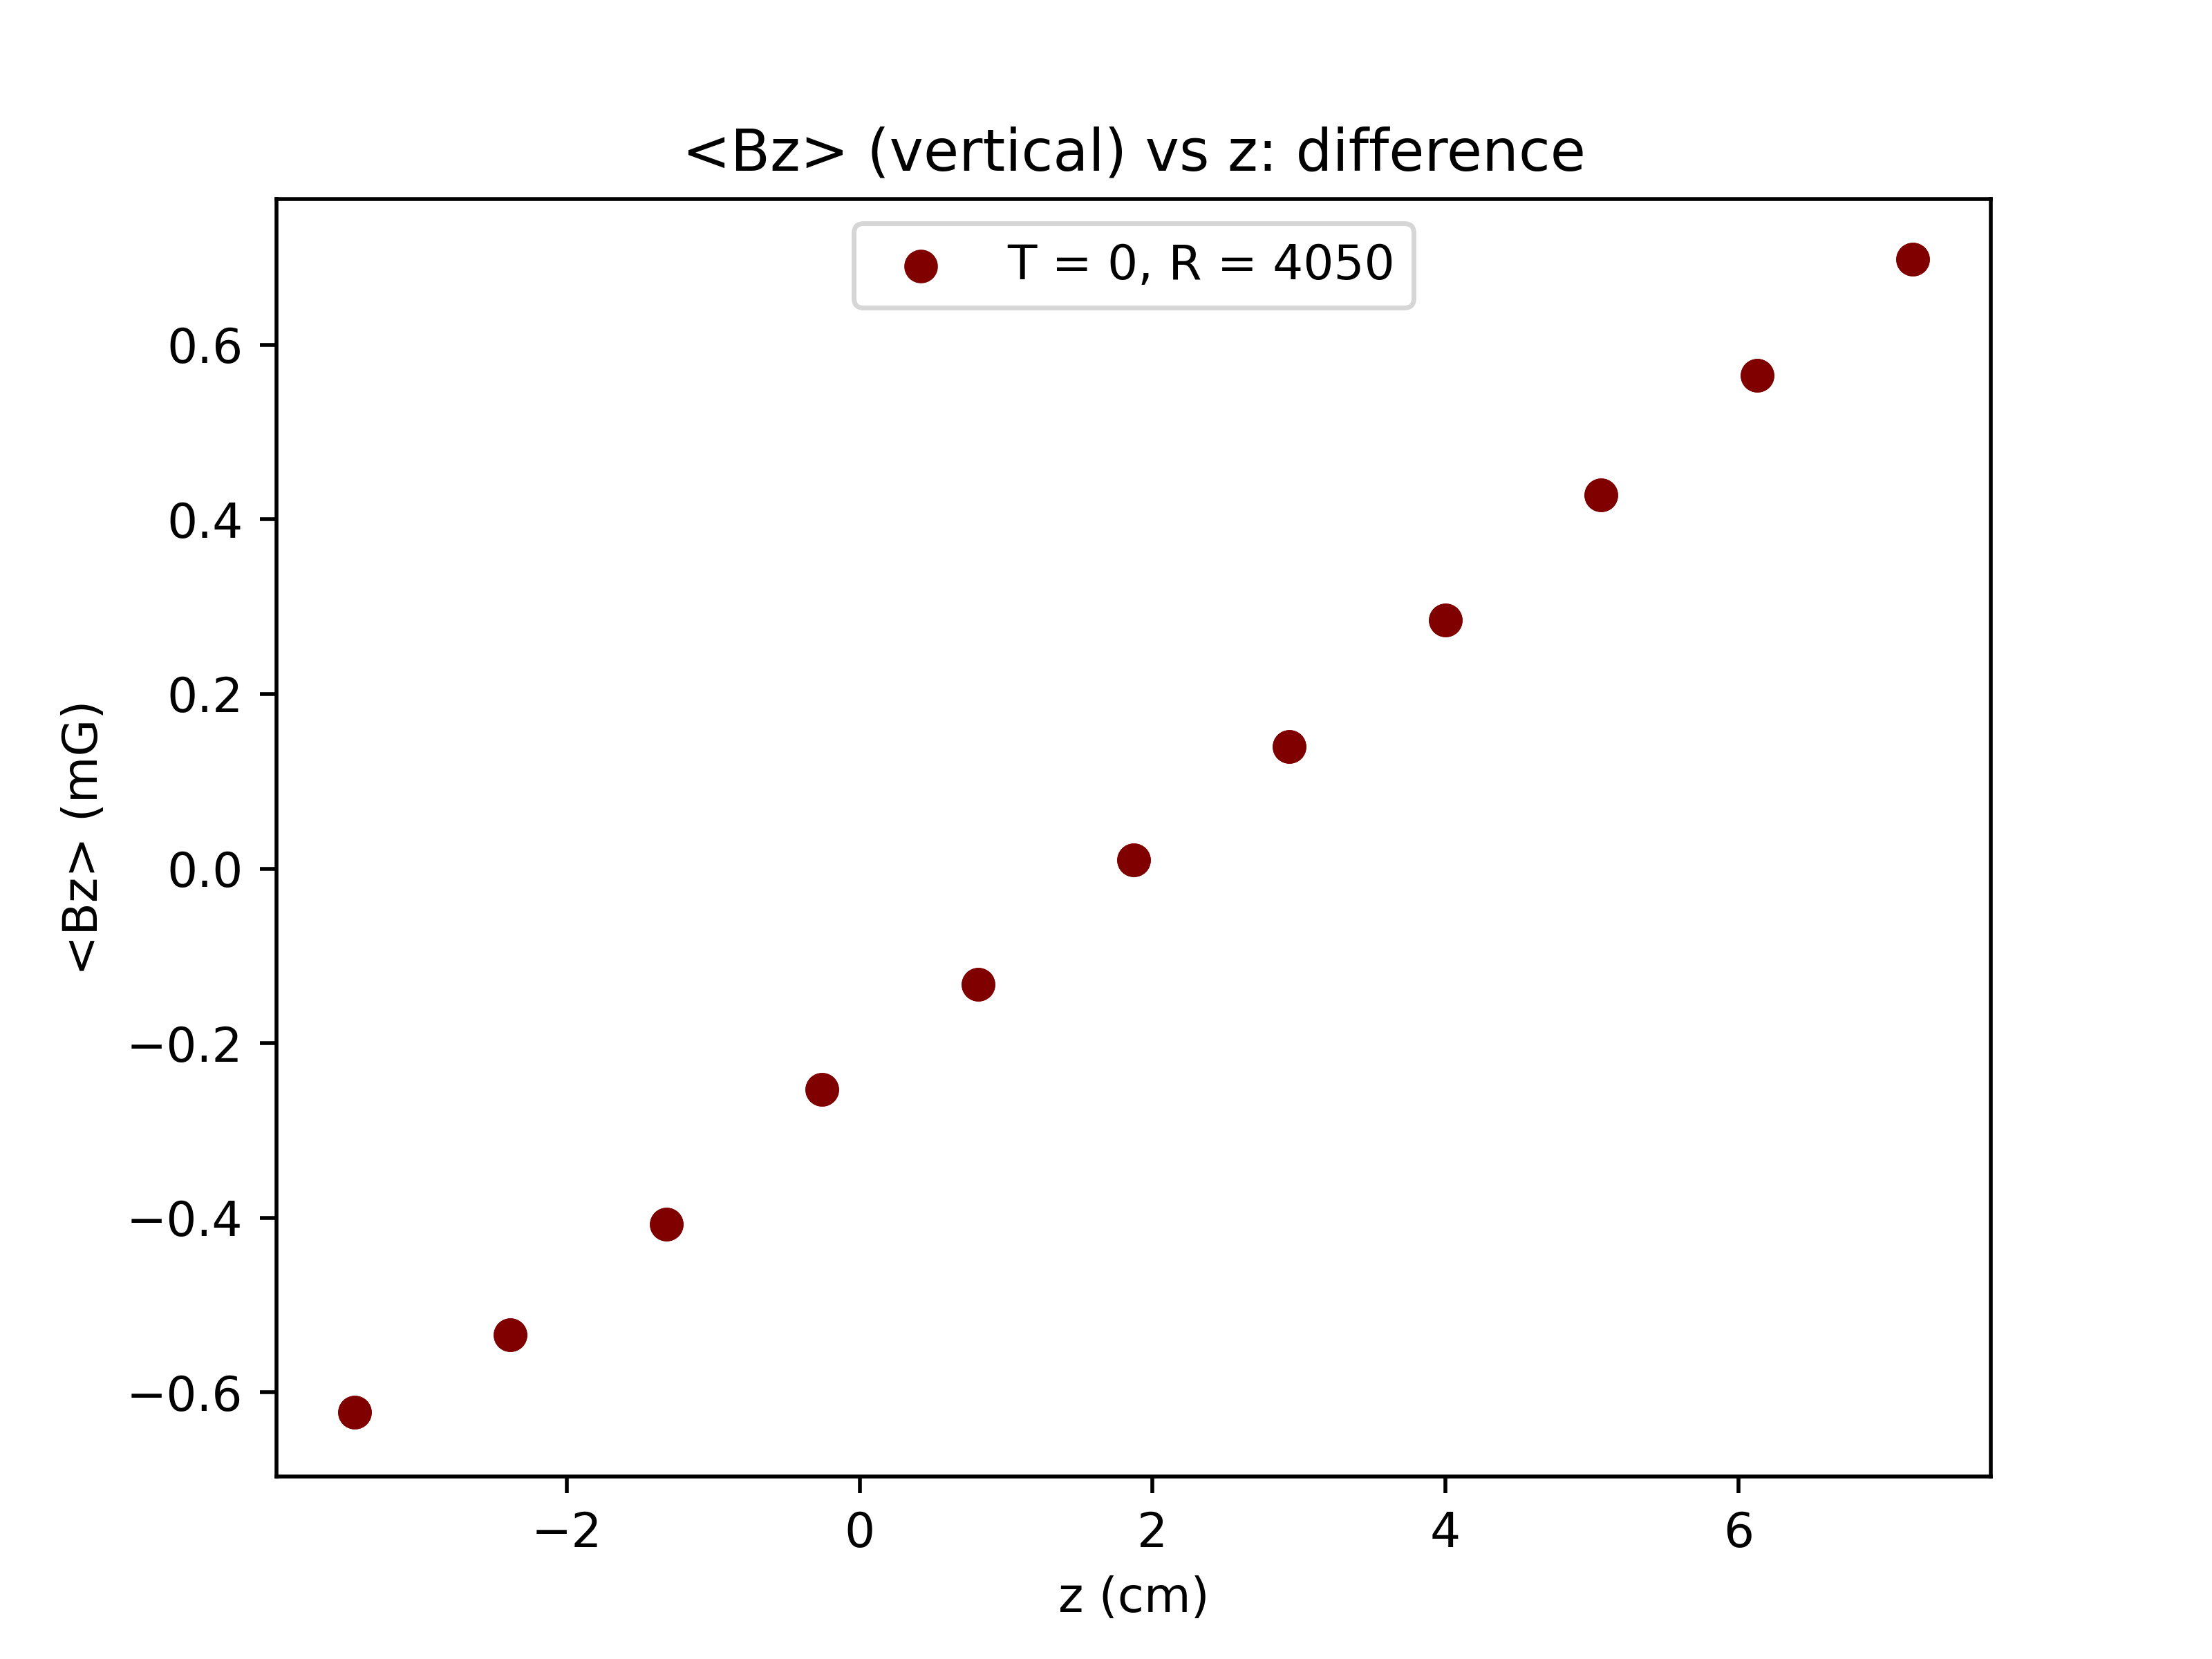 <Bz> (vertical) vs z: difference
T = 0, R = 4050
<Bz> (mG)
0.6
0.4
0.2
0.0
−0.2
−0.4
−0.6
−2 0 2 4 6
z (cm)